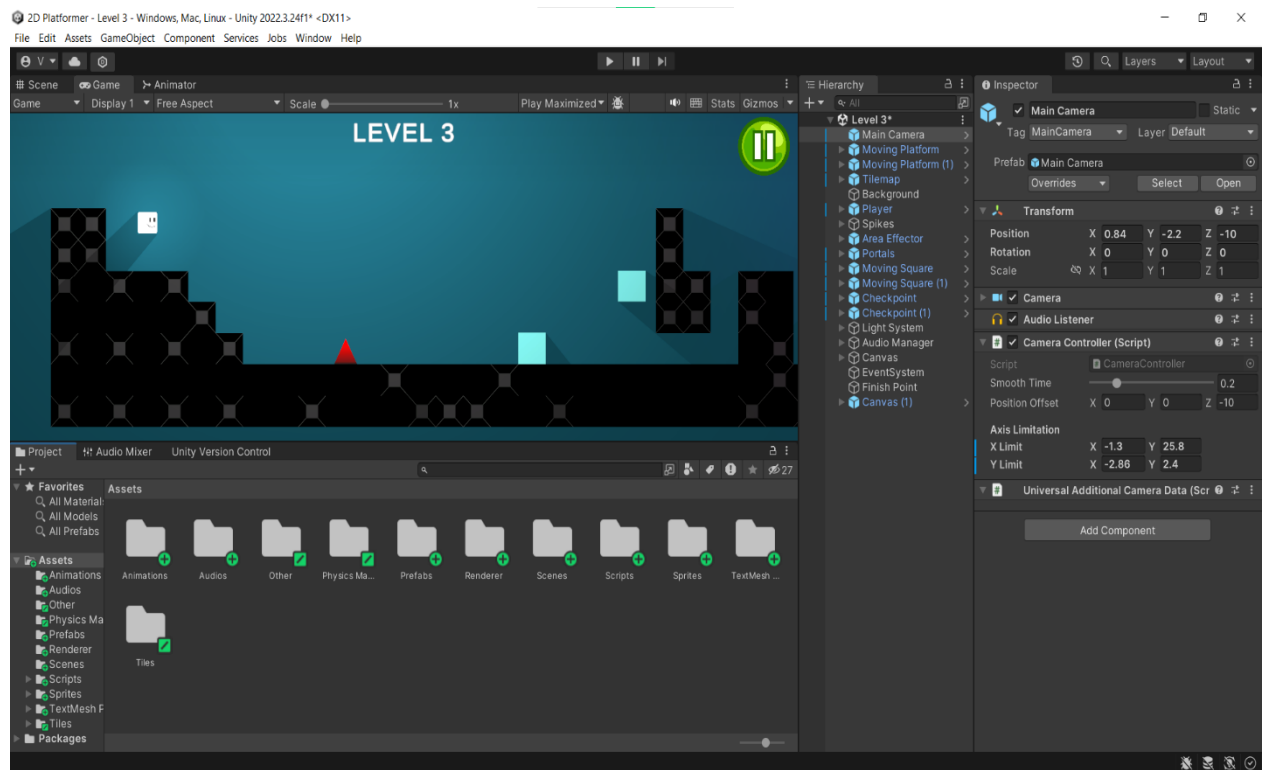 2D Platformer - Level 3 - Windows, Mac, Linux - Unity 2022.3.24f1* <DX11>
File Edit Assets GameObject Component Services Jobs Window Help
V Layers Layout
Scene Game Animator
Game Display 1 Free Aspect Scale 1x Play Maximized Stats Gizmos
LEVEL 3
Project Audio Mixer Unity Version Control
27
Favorites
All Material
All Models
All Prefabs
Assets
Animations
Audios
Other
Physics Ma
Prefabs
Renderer
Scenes
Scripts
Sprites
TextMesh P
Tiles
Packages
Assets
Animations Audios Other Physics Ma... Prefabs Renderer Scenes Scripts Sprites TextMesh ...
Tiles
Hierarchy
All
Level 3*
Main Camera
Moving Platform
Moving Platform (1)
Tilemap
Background
Player
Spikes
Area Effector
Portals
Moving Square
Moving Square (1)
Checkpoint
Checkpoint (1)
Light System
Audio Manager
Canvas
EventSystem
Finish Point
Canvas (1)
Inspector
Main Camera Static
Tag MainCamera Layer Default
Prefab Main Camera
Overrides Select Open
Transform
Position X 0.84 Y -2.2 Z -10
Rotation X 0 Y 0 Z 0
Scale X 1 Y 1 Z 1
Camera
Audio Listener
# Camera Controller (Script)
Script CameraController
Smooth Time 0.2
Position Offset X 0 Y 0 Z -10
Axis Limitation
X Limit X -1.3 Y 25.8
Y Limit X -2.86 Y 2.4
# Universal Additional Camera Data (Scr
Add Component